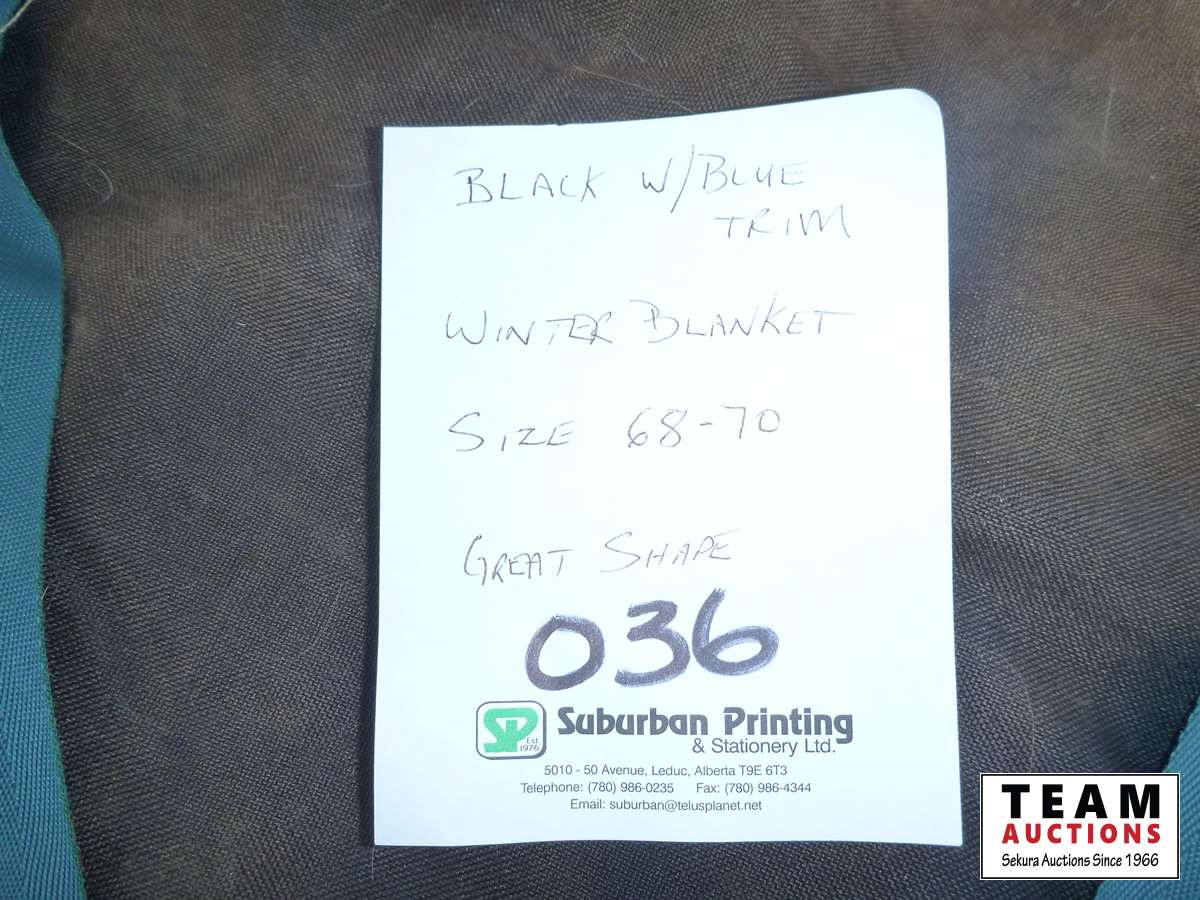 BLACK W/BLUE
TRIM
WINTER BLANKET
SIZE 68-70
GREAT SHAPE
036
SP
Est.
1976
Suburban Printing
& Stationery Ltd.
5010 - 50 Avenue, Leduc, Alberta T9E 6T3
Telephone: (780) 986-0235 Fax: (780) 986-4344
Email: suburban@telusplanet.net
TEAM
AUCTIONS
Sekura Auctions Since 1966